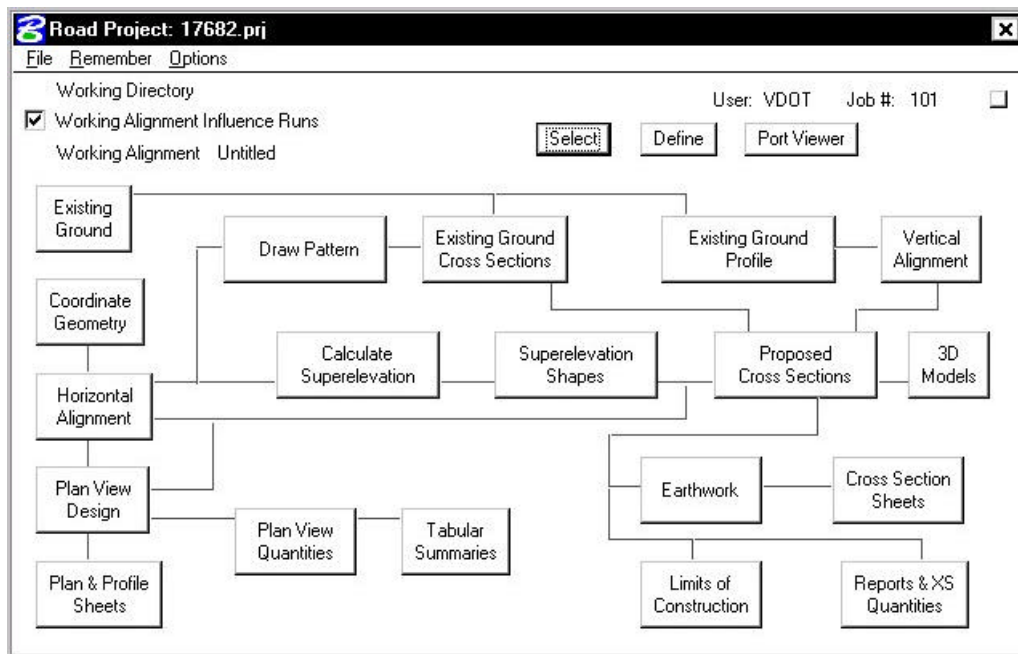 Road Project: 17682.prj
File Remember Options
Working Directory
User: VDOT Job #: 101
Working Alignment Influence Runs
Working Alignment Untitled
Select
Define
Port Viewer
Existing
Ground
Draw Pattern
Existing Ground
Cross Sections
Existing Ground
Profile
Vertical
Alignment
Coordinate
Geometry
Calculate
Superelevation
Superelevation
Shapes
Proposed
Cross Sections
3D
Models
Horizontal
Alignment
Plan View
Design
Earthwork
Cross Section
Sheets
Plan View
Quantities
Tabular
Summaries
Plan & Profile
Sheets
Limits of
Construction
Reports & XS
Quantities